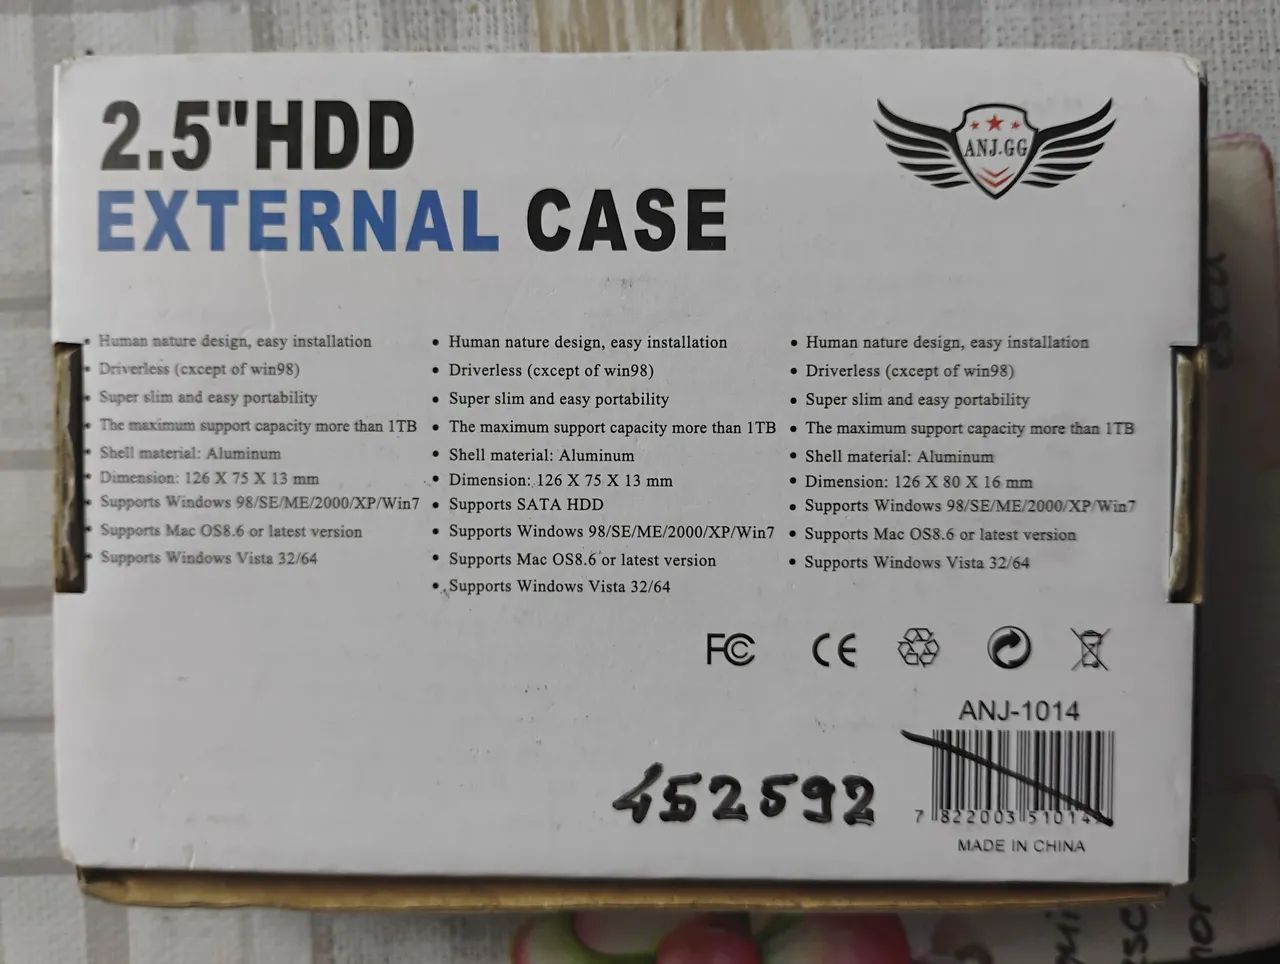 2.5"HDD
EXTERNAL CASE
ANJ.GG
• Human nature design, easy installation
• Driverless (cxcept of win98)
• Super slim and easy portability
• The maximum support capacity more than 1TB
• Shell material: Aluminum
• Dimension: 126 X 75 X 13 mm
• Supports Windows 98/SE/ME/2000/XP/Win7
• Supports Mac OS8.6 or latest version
• Supports Windows Vista 32/64
• Human nature design, easy installation
• Driverless (cxcept of win98)
• Super slim and easy portability
• The maximum support capacity more than 1TB
• Shell material: Aluminum
• Dimension: 126 X 75 X 13 mm
• Supports SATA HDD
• Supports Windows 98/SE/ME/2000/XP/Win7
• Supports Mac OS8.6 or latest version
• Supports Windows Vista 32/64
• Human nature design, easy installation
• Driverless (cxcept of win98)
• Super slim and easy portability
• The maximum support capacity more than 1TB
• Shell material: Aluminum
• Dimension: 126 X 80 X 16 mm
• Supports Windows 98/SE/ME/2000/XP/Win7
• Supports Mac OS8.6 or latest version
• Supports Windows Vista 32/64
FC CE
ANJ-1014
452592
7 822003 51014
MADE IN CHINA